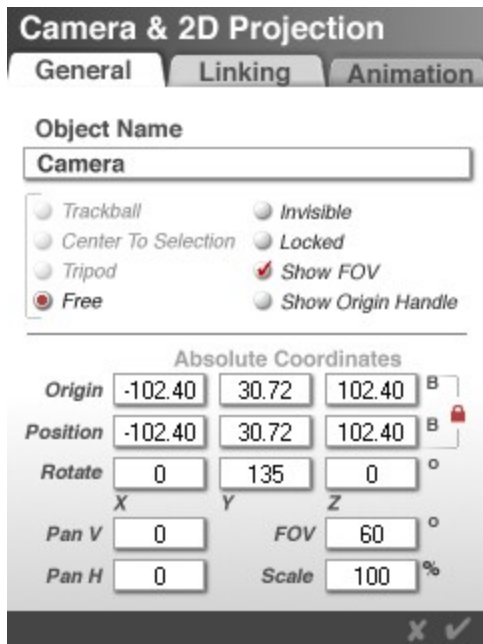 Camera & 2D Projection
General Linking Animation
Object Name
Camera
Trackball Invisible
Center To Selection Locked
Tripod Show FOV
Free Show Origin Handle
Absolute Coordinates
Origin -102.40 30.72 102.40 B
Position -102.40 30.72 102.40 B
Rotate 0 135 0 °
X Y Z
Pan V 0 FOV 60 °
Pan H 0 Scale 100 %